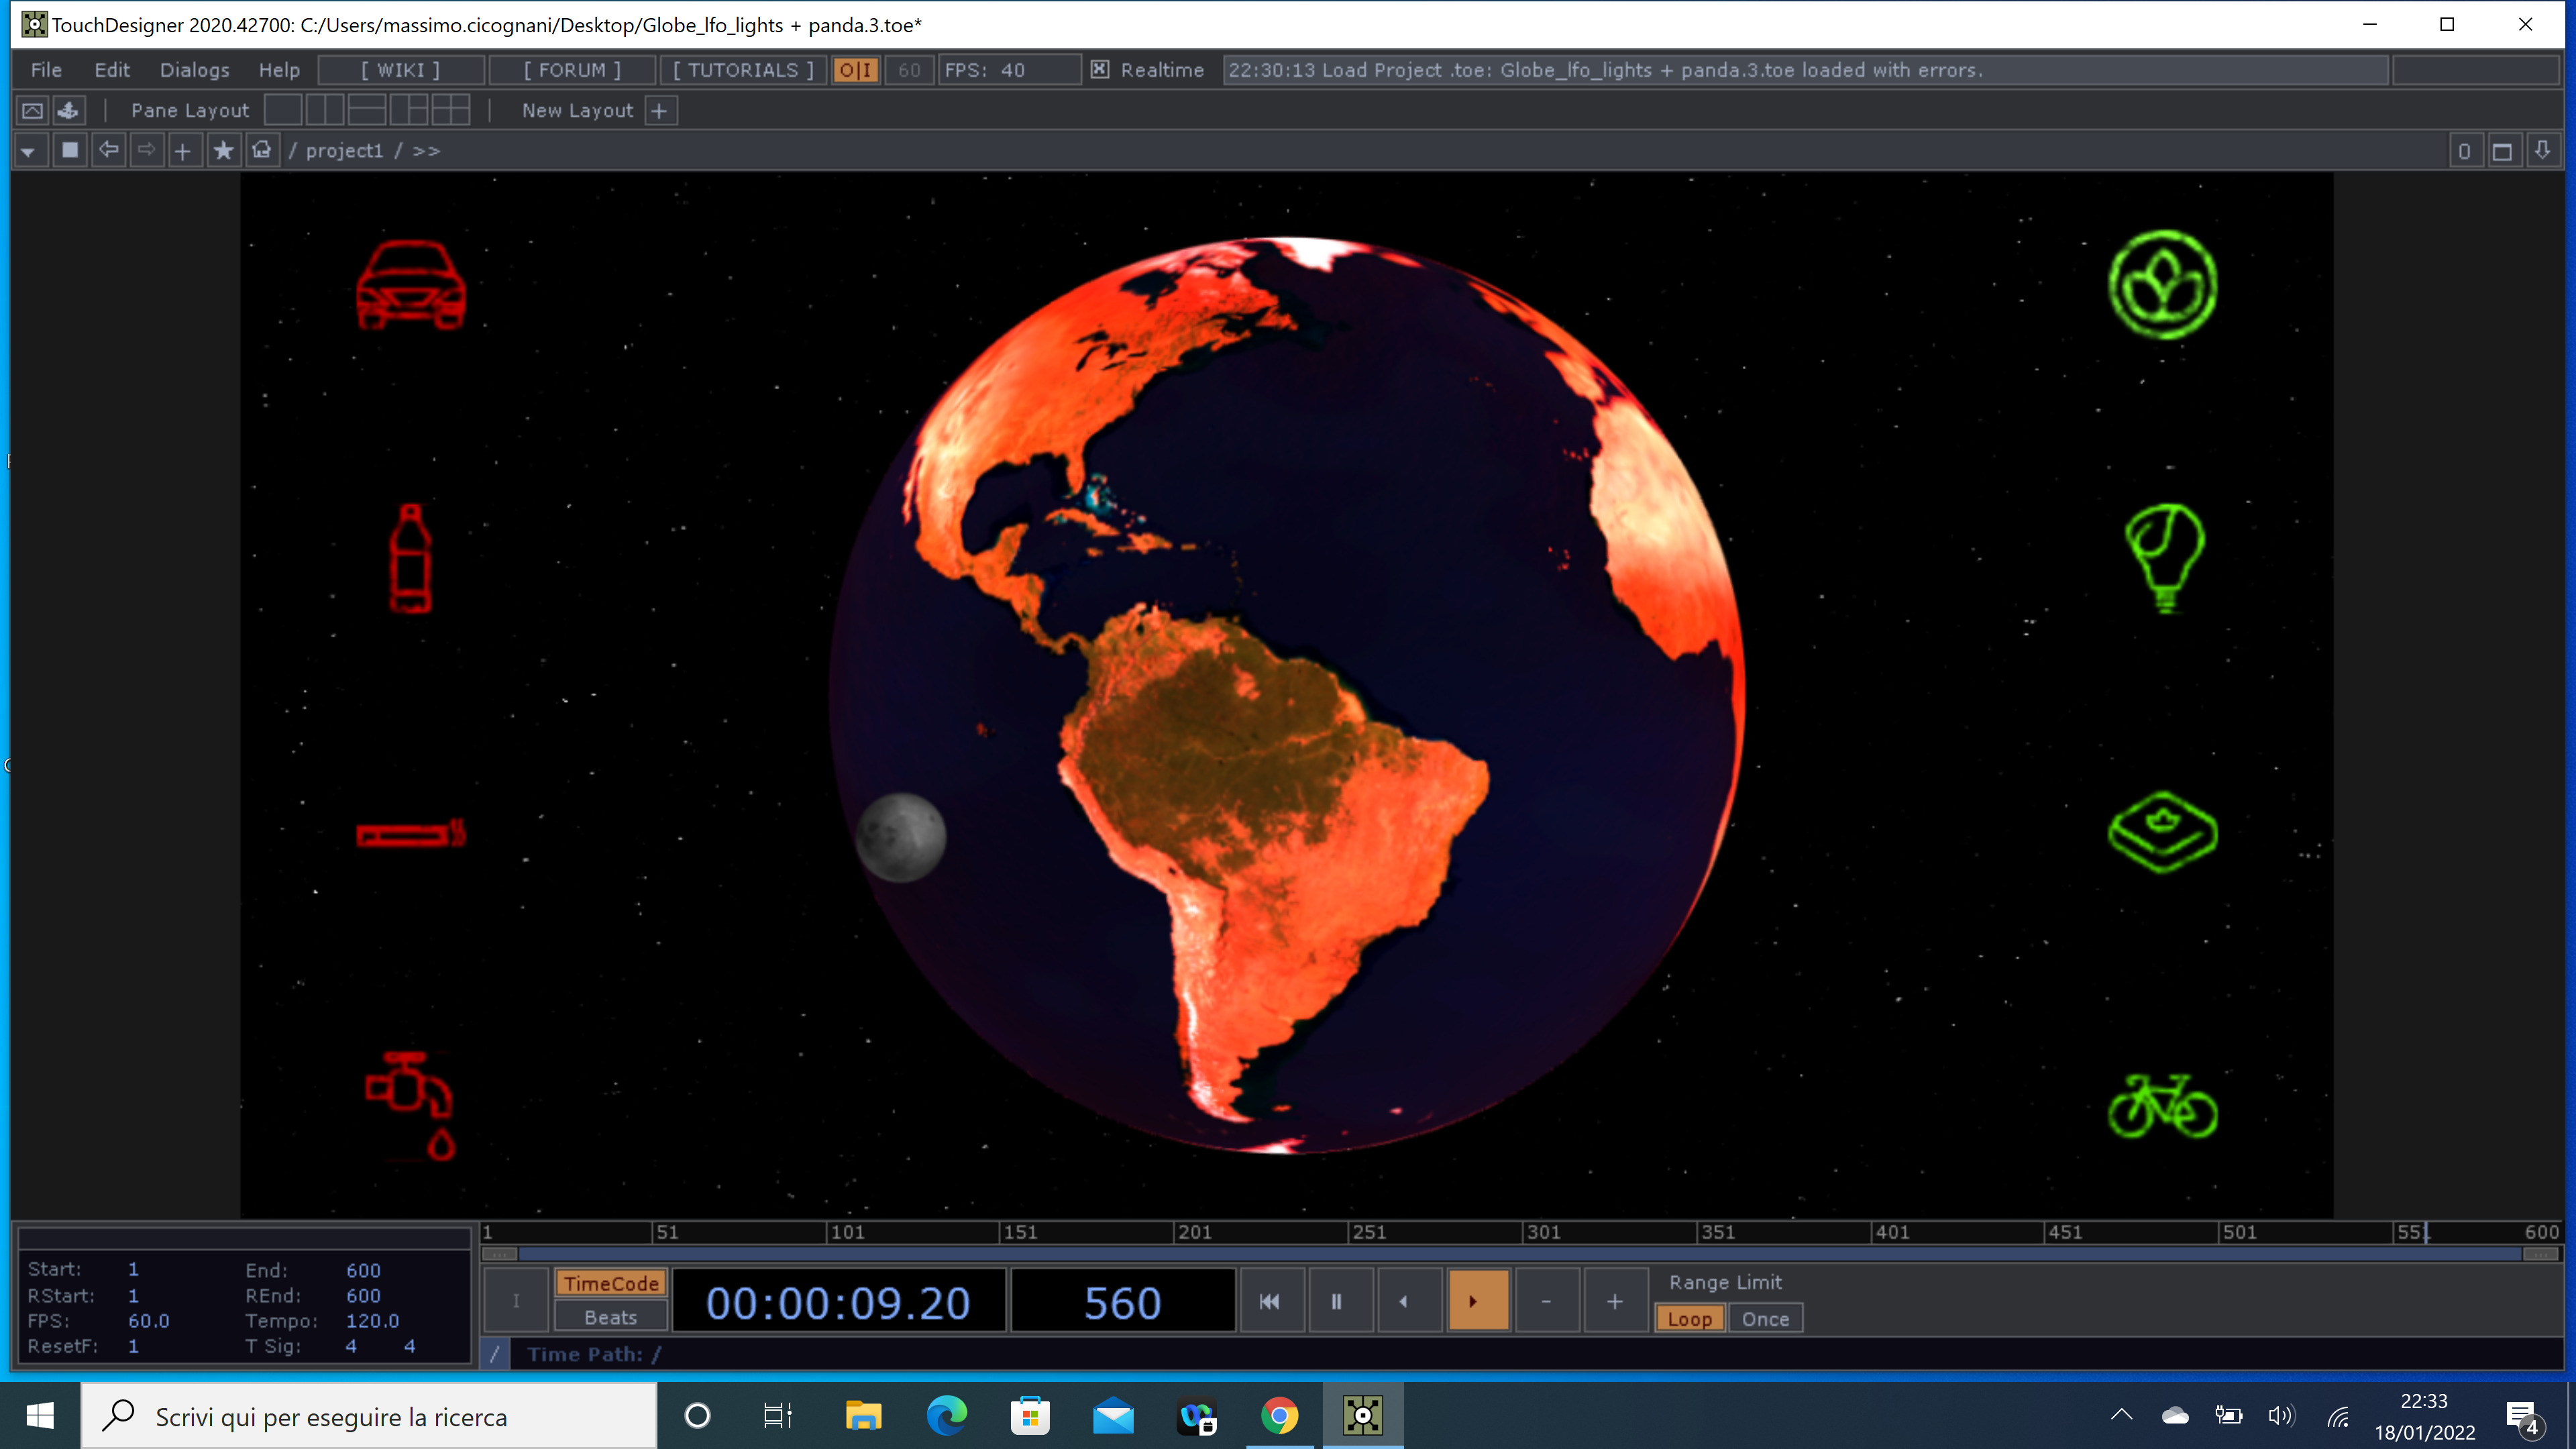 TouchDesigner 2020.42700: C:/Users/massimo.cicognani/Desktop/Globe_lfo_lights + panda.3.toe*
File Edit Dialogs Help [ WIKI ] [ FORUM ] [ TUTORIALS ] O|I 60 FPS: 40 Realtime 22:30:13 Load Project .toe: Globe_lfo_lights + panda.3.toe loaded with errors.
Pane Layout | New Layout +
/ project1 / >> 0
1 51 101 151 201 251 301 351 401 451 501 551 600
Start: 1 End: 600
RStart: 1 REnd: 600
FPS: 60.0 Tempo: 120.0
ResetF: 1 T Sig: 4 4
I
TimeCode
Beats
00:00:09.20
560
- +
Range Limit
Loop Once
/ Time Path: /
Scrivi qui per eseguire la ricerca
22:33
18/01/2022
4